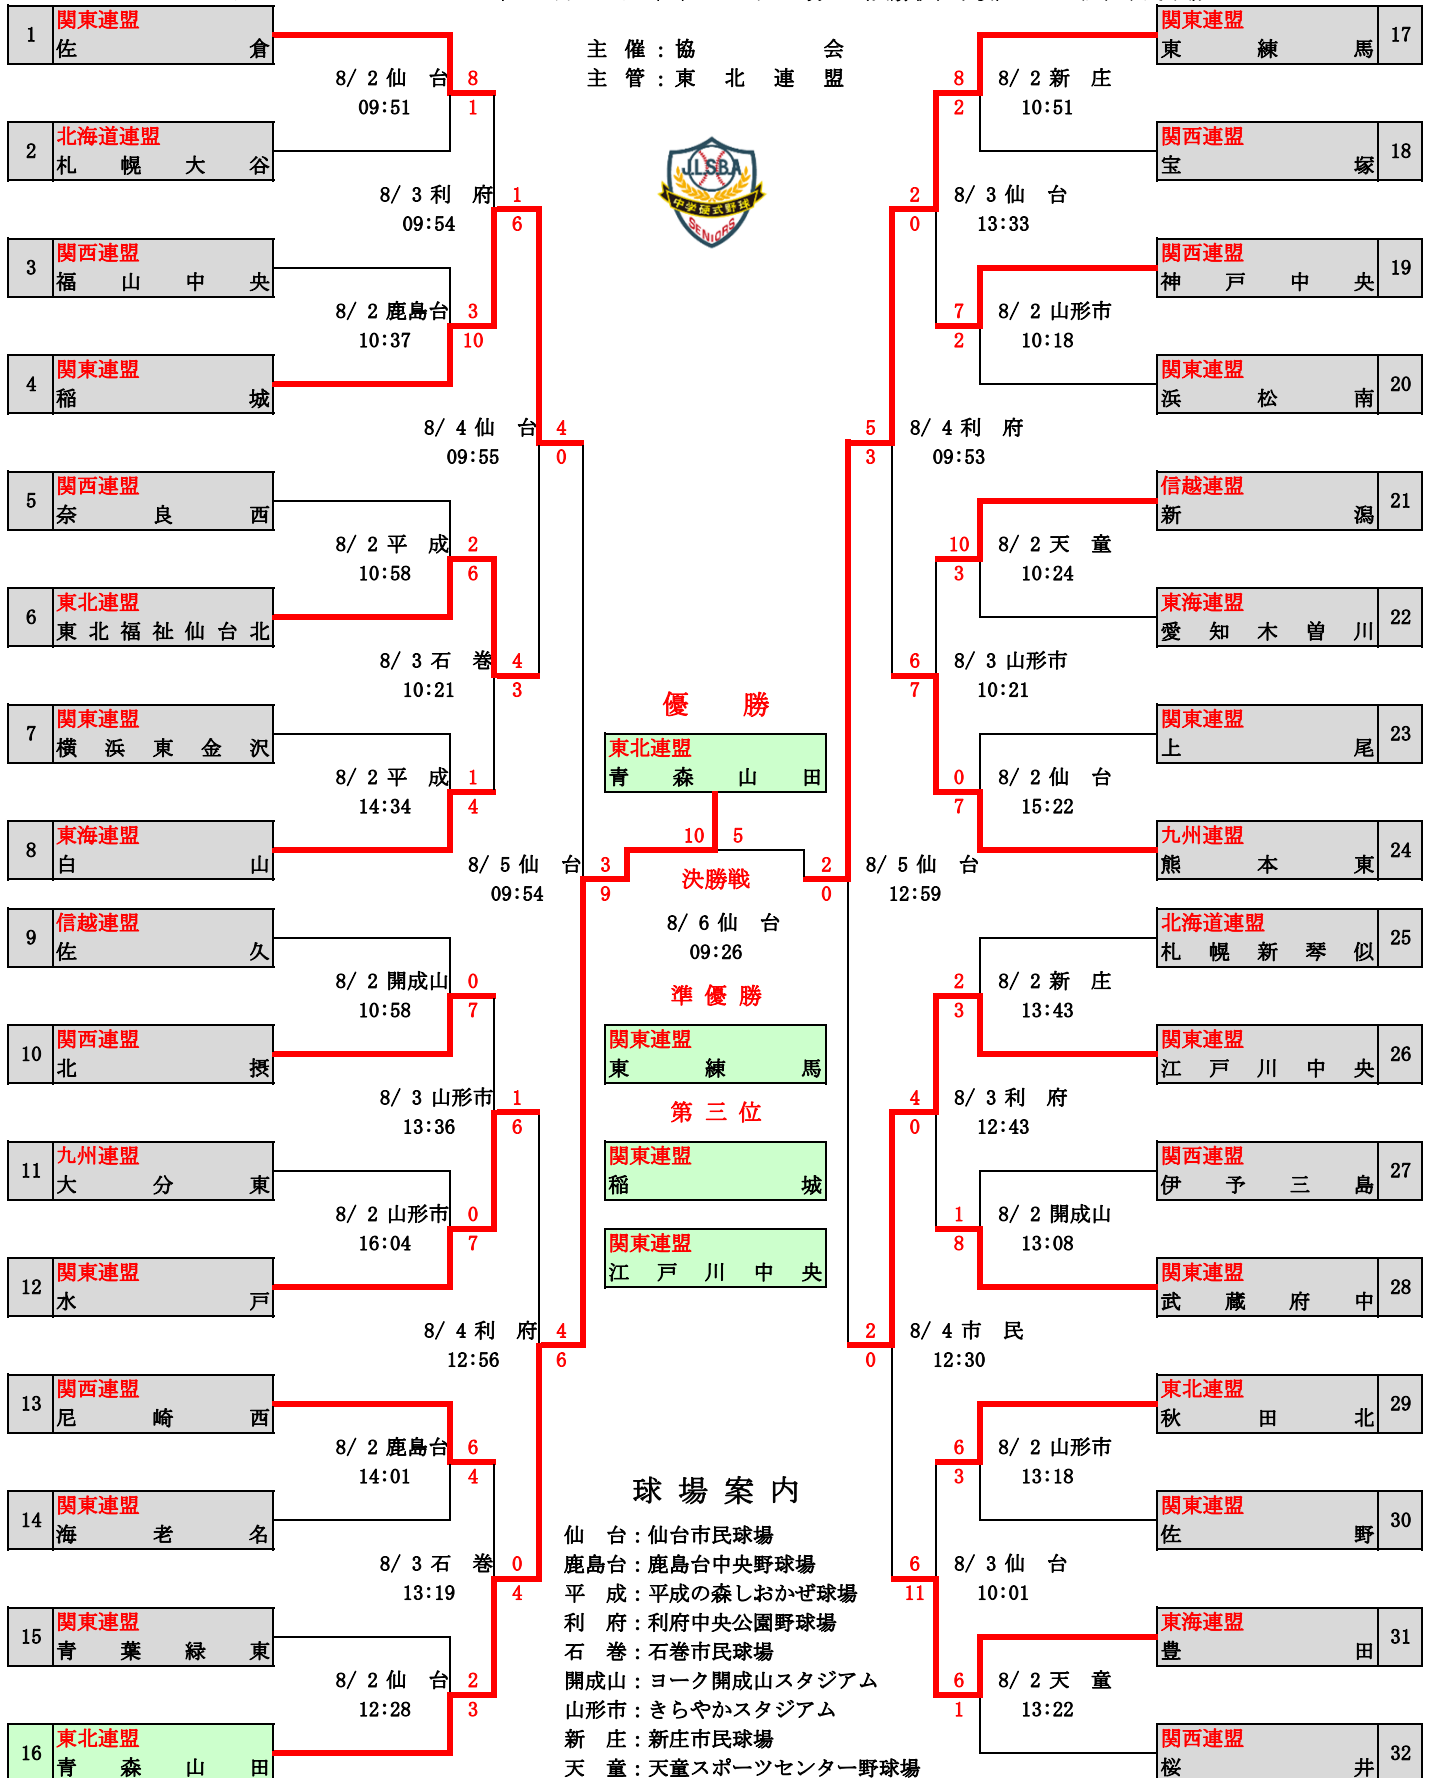 主催:協会
主管:東北連盟
JLSBA
中学硬式野球
SENIORS
1 関東連盟
佐倉
8/ 2 仙台 8
09:51 1
2 北海道連盟
札幌大谷
8/ 3 利府 1
09:54 6
3 関西連盟
福山中央
8/ 2 鹿島台 3
10:37 10
4 関東連盟
稲城
8/ 4 仙台 4
09:55 0
5 関西連盟
奈良西
8/ 2 平成 2
10:58 6
6 東北連盟
東北福祉仙台北
8/ 3 石巻 4
10:21 3
7 関東連盟
横浜東金沢
8/ 2 平成 1
14:34 4
8 東海連盟
白山
8/ 5 仙台 3
09:54 9
9 信越連盟
佐久
8/ 2 開成山 0
10:58 7
10 関西連盟
北摂
8/ 3 山形市 1
13:36 6
11 九州連盟
大分東
8/ 2 山形市 0
16:04 7
12 関東連盟
水戸
8/ 4 利府 4
12:56 6
13 関西連盟
尼崎西
8/ 2 鹿島台 6
14:01 4
14 関東連盟
海老名
8/ 3 石巻 0
13:19 4
15 関東連盟
青葉緑東
8/ 2 仙台 2
12:28 3
16 東北連盟
青森山田
優勝
東北連盟
青森山田
10 5
決勝戦
8/ 6 仙台
09:26
準優勝
関東連盟
東練馬
第三位
関東連盟
稲城
関東連盟
江戸川中央
球場案内
仙台:仙台市民球場
鹿島台:鹿島台中央野球場
平成:平成の森しおかぜ球場
利府:利府中央公園野球場
石巻:石巻市民球場
開成山:ヨーク開成山スタジアム
山形市:きらやかスタジアム
新庄:新庄市民球場
天童:天童スポーツセンター野球場
関東連盟 17
東練馬
8 8/ 2 新庄
2 10:51
関西連盟 18
宝塚
2 8/ 3 仙台
0 13:33
関西連盟 19
神戸中央
7 8/ 2 山形市
2 10:18
関東連盟 20
浜松南
5 8/ 4 利府
3 09:53
信越連盟 21
新潟
10 8/ 2 天童
3 10:24
東海連盟 22
愛知木曽川
6 8/ 3 山形市
7 10:21
関東連盟 23
上尾
0 8/ 2 仙台
7 15:22
九州連盟 24
熊本東
2 8/ 5 仙台
0 12:59
北海道連盟 25
札幌新琴似
2 8/ 2 新庄
3 13:43
関東連盟 26
江戸川中央
4 8/ 3 利府
0 12:43
関西連盟 27
伊予三島
1 8/ 2 開成山
8 13:08
関東連盟 28
武蔵府中
2 8/ 4 市民
0 12:30
東北連盟 29
秋田北
6 8/ 2 山形市
3 13:18
関東連盟 30
佐野
6 8/ 3 仙台
11 10:01
東海連盟 31
豊田
6 8/ 2 天童
1 13:22
関西連盟 32
桜井